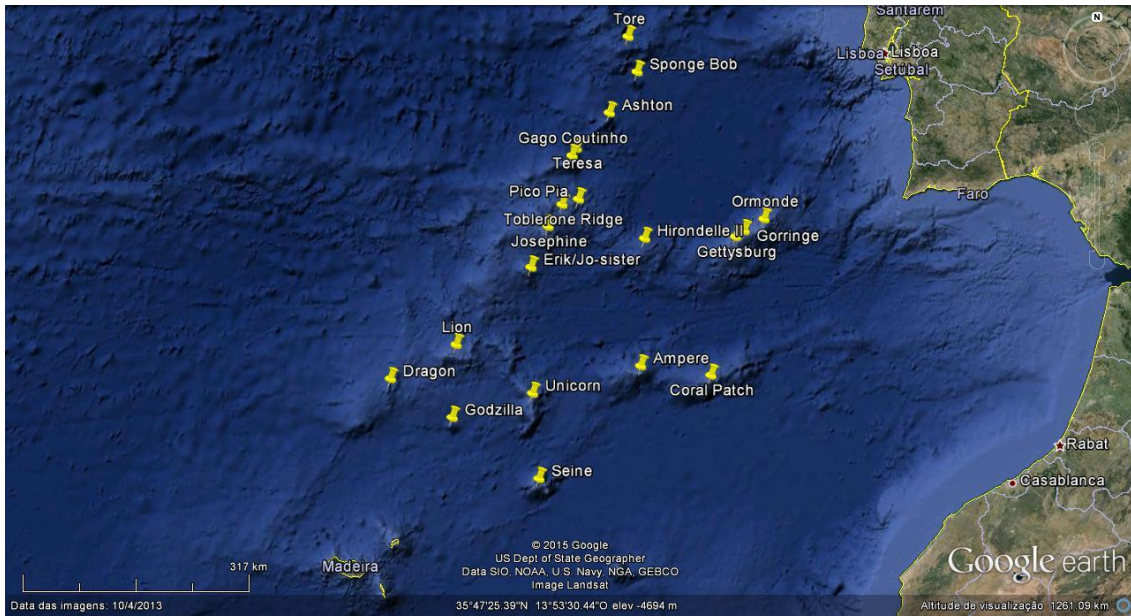 Santarém
Tore
Lisboa Lisboa
Setúbal
Sponge Bob
Ashton
Gago Coutinho
Teresa
Pico Pia
Ormonde
Faro
Toblerone Ridge
Hirondelle II
Gorringe
Josephine
Gettysburg
Erik/Jo-sister
Lion
Ampere
Dragon
Unicorn
Coral Patch
Godzilla
Rabat
Seine
Casablanca
© 2015 Google
US Dept of State Geographer
Data SIO, NOAA, U.S. Navy, NGA, GEBCO
Image Landsat
Madeira
317 km
Google earth
Data das imagens: 10/4/2013
35°47'25.39"N 13°53'30.44"O elev -4694 m
Altitude de visualização 1261.09 km
N